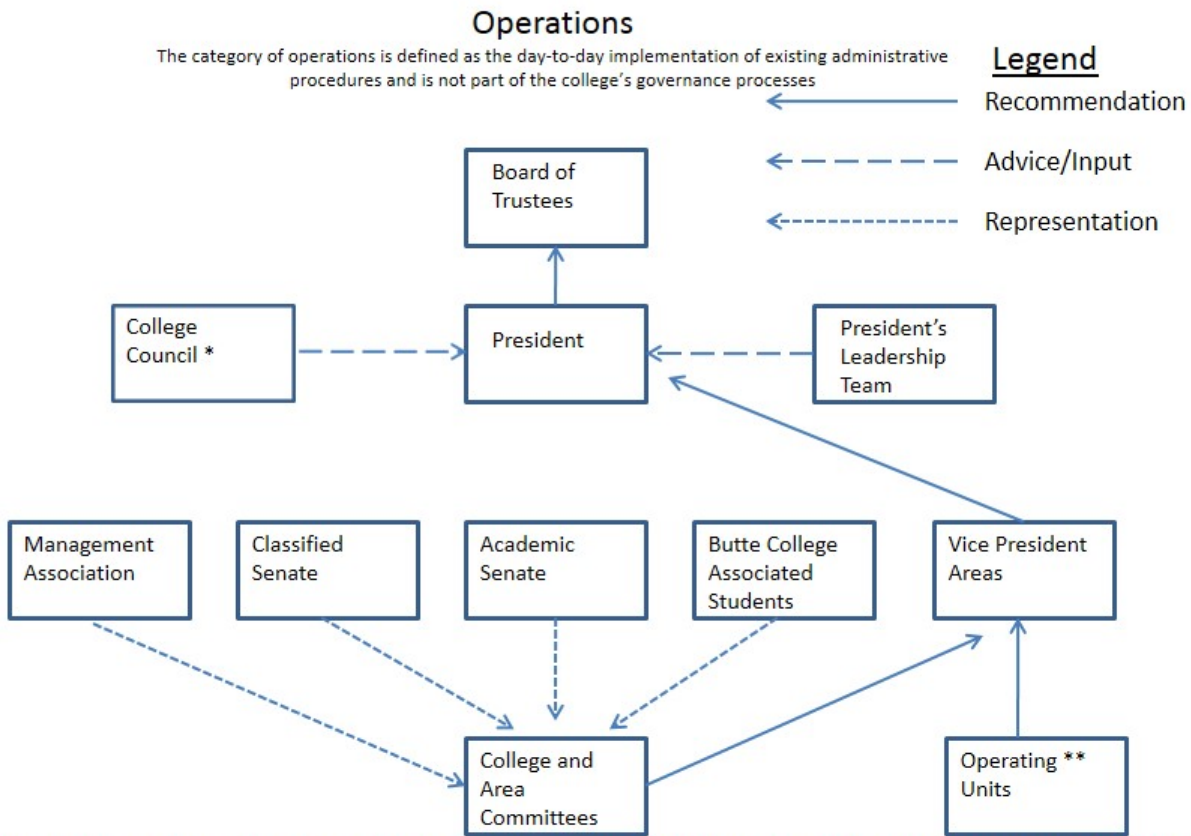 Operations
The category of operations is defined as the day-to-day implementation of existing administrative
procedures and is not part of the college's governance processes
Legend
Recommendation
Advice/Input
Representation
Board of
Trustees
College
Council *
President
President's
Leadership
Team
Management
Association
Classified
Senate
Academic
Senate
Butte College
Associated
Students
Vice President
Areas
College and
Area
Committees
Operating **
Units